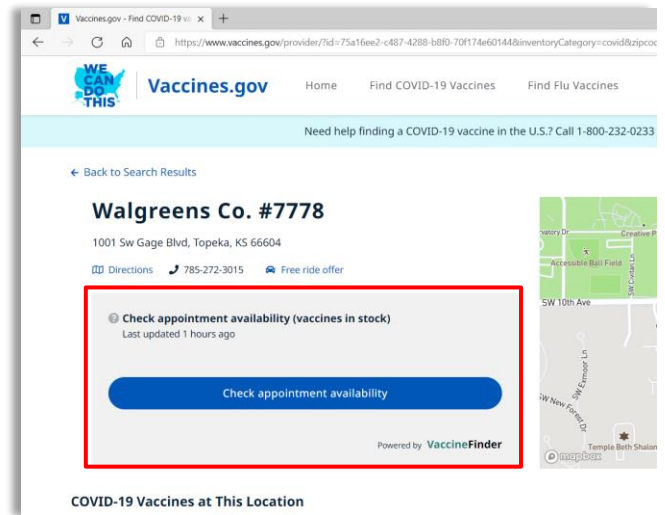 Vaccines.gov - Find COVID-19 va
https://www.vaccines.gov/provider/?id=75a16ee2-c487-4288-b8f0-70f174e60144&inventoryCategory=covid&zipcod
WE CAN DO THIS
Vaccines.gov
Home
Find COVID-19 Vaccines
Find Flu Vaccines
Need help finding a COVID-19 vaccine in the U.S.? Call 1-800-232-0233
Back to Search Results
Walgreens Co. #7778
1001 Sw Gage Blvd, Topeka, KS 66604
Directions
785-272-3015
Free ride offer
Check appointment availability (vaccines in stock)
Last updated 1 hours ago
Check appointment availability
Powered by VaccineFinder
Creative P
Accessible Ball Field
SW Civitan Ln
SW 10th Ave
SW Exmoor Ln
SW New Forest Dr
Temple Beth Shalom
mapbox
COVID-19 Vaccines at This Location